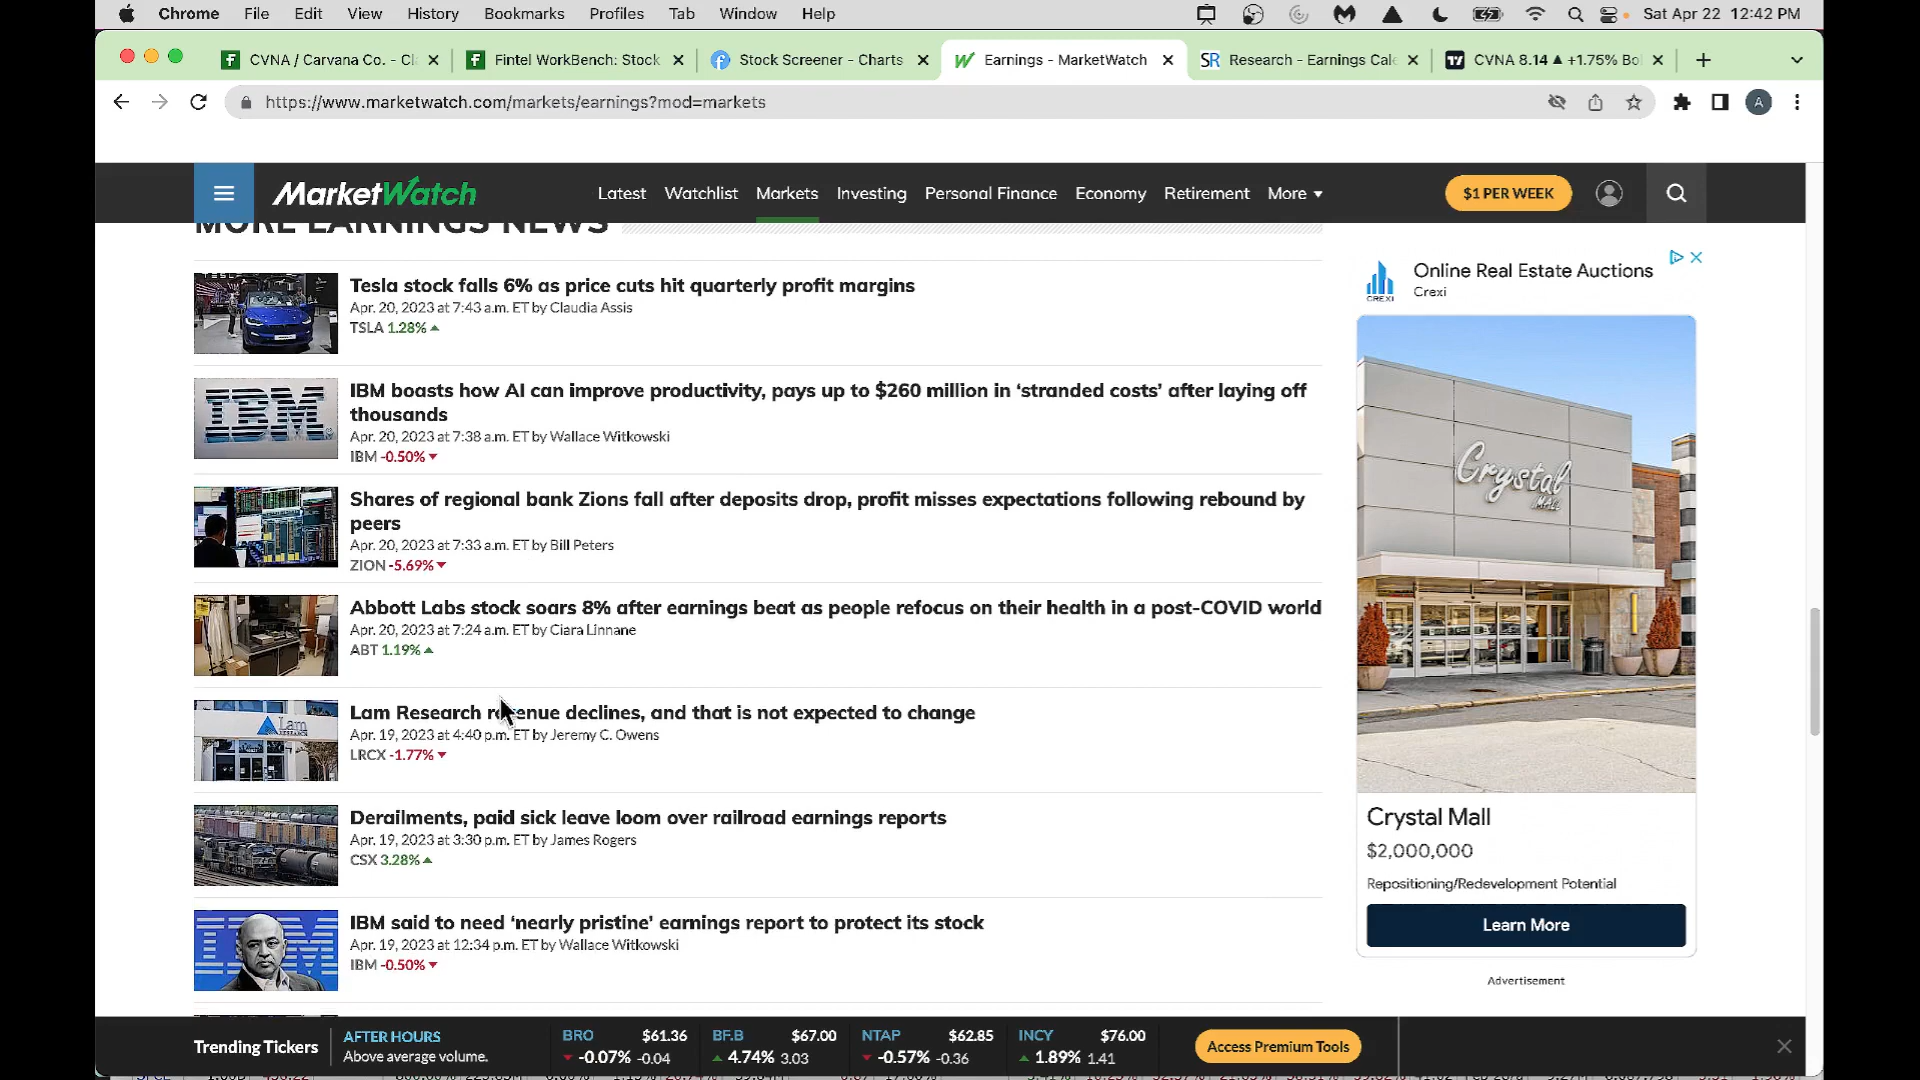 Chrome File Edit View History Bookmarks Profiles Tab Window Help Sat Apr 22 12:42 PM
CVNA / Carvana Co. - Cl
Fintel WorkBench: Stock
Stock Screener - Charts
Earnings - MarketWatch
SR Research - Earnings Cal
CVNA 8.14 ▲ +1.75%
https://www.marketwatch.com/markets/earnings?mod=markets
A
MarketWatch
Latest Watchlist Markets Investing Personal Finance Economy Retirement More
$1 PER WEEK
MORE EARNINGS NEWS
Tesla stock falls 6% as price cuts hit quarterly profit margins
Apr. 20, 2023 at 7:43 a.m. ET by Claudia Assis
TSLA 1.28%
IBM boasts how AI can improve productivity, pays up to $260 million in ‘stranded costs’ after laying off
thousands
Apr. 20, 2023 at 7:38 a.m. ET by Wallace Witkowski
IBM -0.50%
Shares of regional bank Zions fall after deposits drop, profit misses expectations following rebound by
peers
Apr. 20, 2023 at 7:33 a.m. ET by Bill Peters
ZION -5.69%
Abbott Labs stock soars 8% after earnings beat as people refocus on their health in a post-COVID world
Apr. 20, 2023 at 7:24 a.m. ET by Ciara Linnane
ABT 1.19%
Lam Research revenue declines, and that is not expected to change
Apr. 19, 2023 at 4:40 p.m. ET by Jeremy C. Owens
LRCX -1.77%
Derailments, paid sick leave loom over railroad earnings reports
Apr. 19, 2023 at 3:30 p.m. ET by James Rogers
CSX 3.28%
IBM said to need ‘nearly pristine’ earnings report to protect its stock
Apr. 19, 2023 at 12:34 p.m. ET by Wallace Witkowski
IBM -0.50%
TESLA
IBM
Lam
RESEARCH
CREXI
Online Real Estate Auctions
Crexi
Crystal
MALL
Crystal Mall
$2,000,000
Repositioning/Redevelopment Potential
Learn More
Advertisement
Trending Tickers
AFTER HOURS
Above average volume.
BRO $61.36
-0.07% -0.04
BF.B $67.00
4.74% 3.03
NTAP $62.85
-0.57% -0.36
INCY $76.00
1.89% 1.41
Access Premium Tools